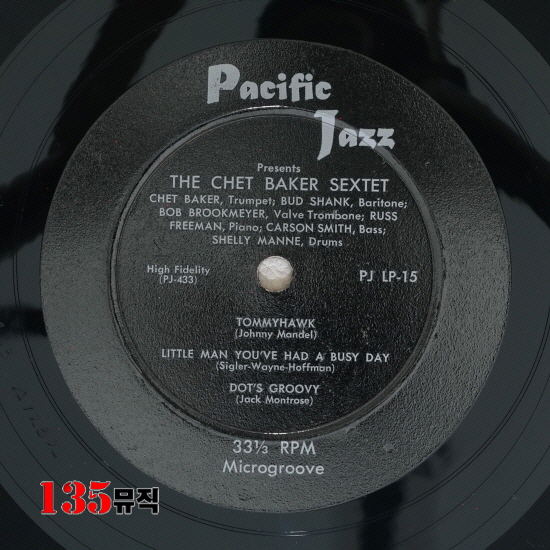 Pacific
Jazz
Presents
THE CHET BAKER SEXTET
CHET BAKER, Trumpet; BUD SHANK, Baritone;
BOB BROOKMEYER, Valve Trombone; RUSS
FREEMAN, Piano; CARSON SMITH, Bass;
SHELLY MANNE, Drums
High Fidelity
(PJ-433)
PJ LP-15
TOMMYHAWK
(Johnny Mandel)
LITTLE MAN YOU'VE HAD A BUSY DAY
(Sigler-Wayne-Hoffman)
DOT'S GROOVY
(Jack Montrose)
33⅓ RPM
Microgroove
135뮤직